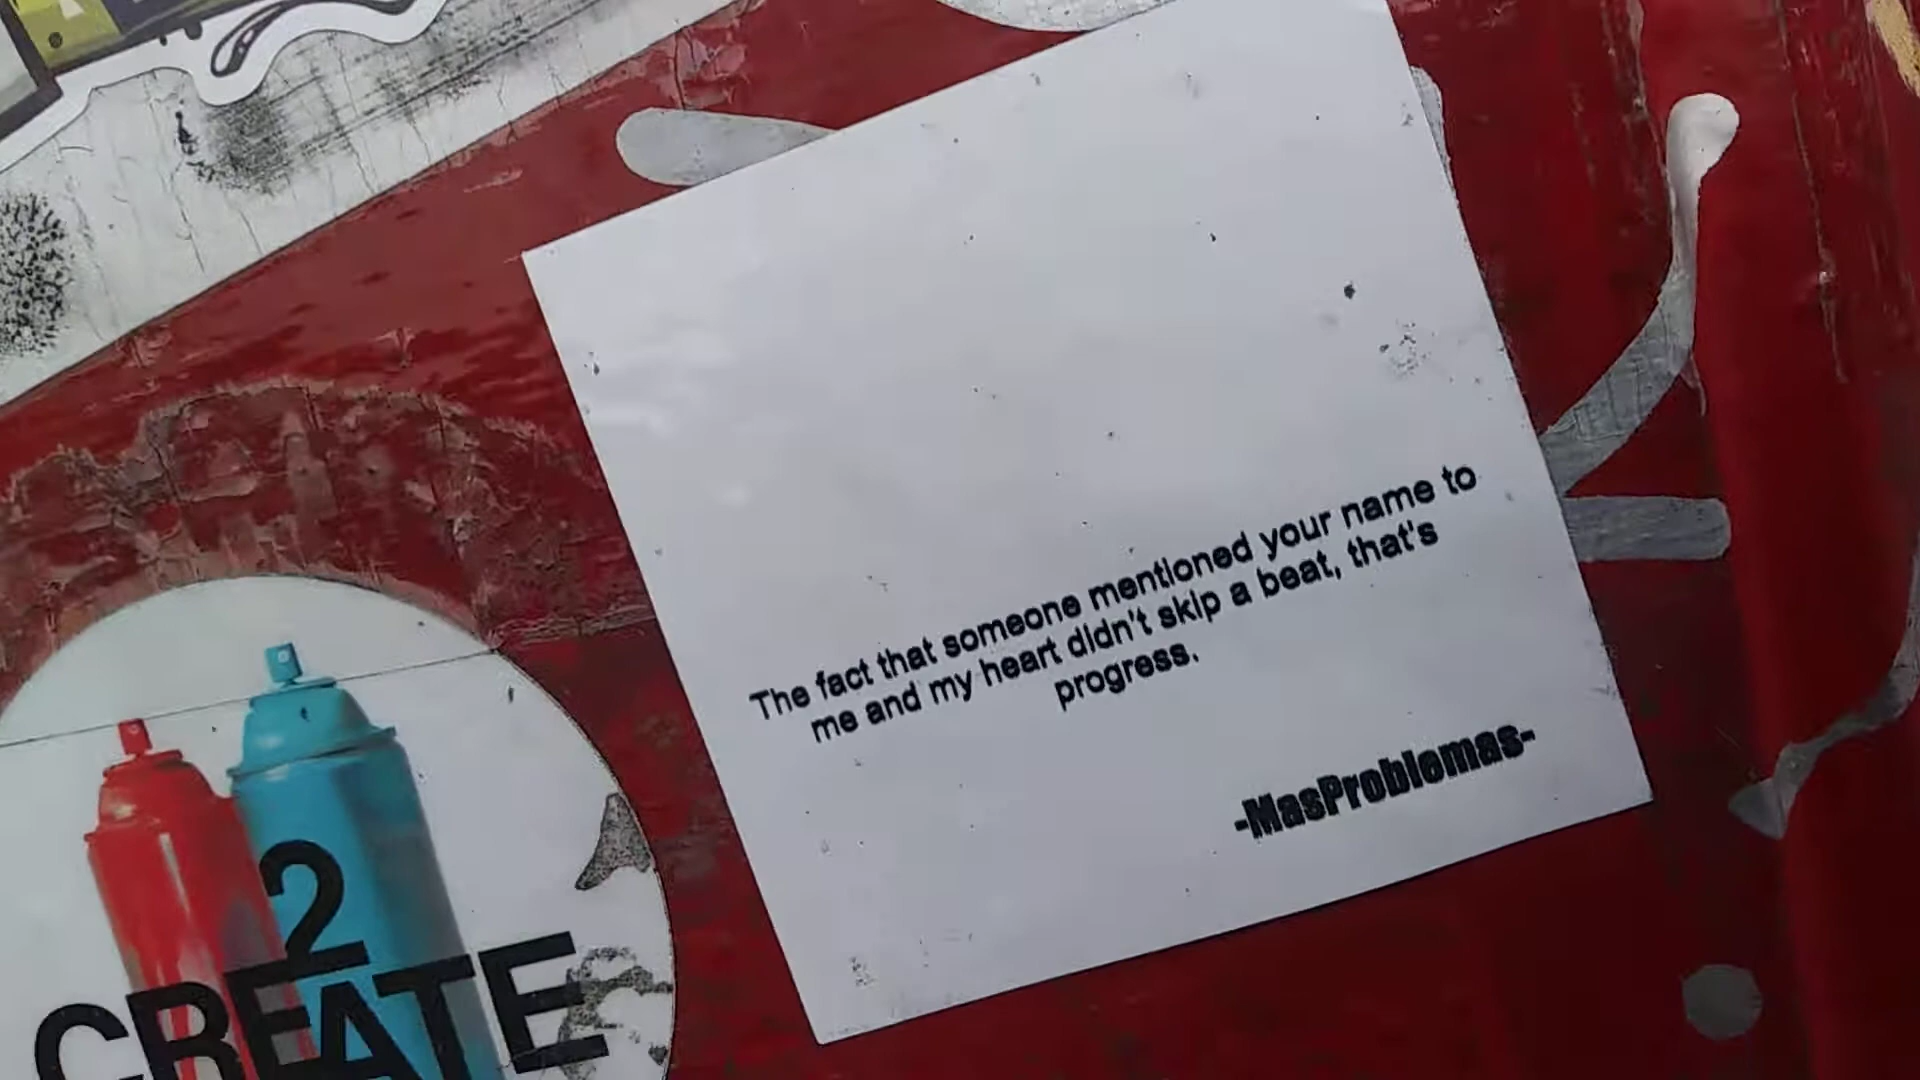 The fact that someone mentioned your name to
me and my heart didn't skip a beat, that's
progress.
-MasProblemas-
2
CREATE